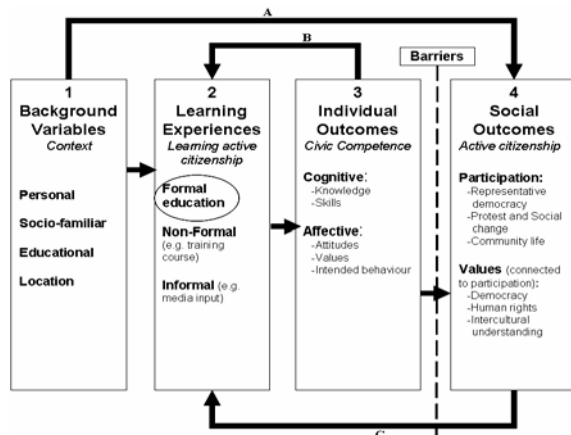 A
B
Barriers
1
Background
Variables
Context
Personal
Socio-familiar
Educational
Location
2
Learning
Experiences
Learning active
citizenship
Formal
education
Non-Formal
(e.g. training
course)
Informal (e.g.
media input)
3
Individual
Outcomes
Civic Competence
Cognitive:
-Knowledge
-Skills
Affective:
-Attitudes
-Values
-Intended behaviour
4
Social
Outcomes
Active citizenship
Participation:
-Representative
democracy
-Protest and Social
change
-Community life
Values (connected
to participation):
-Democracy
-Human rights
-Intercultural
understanding
C